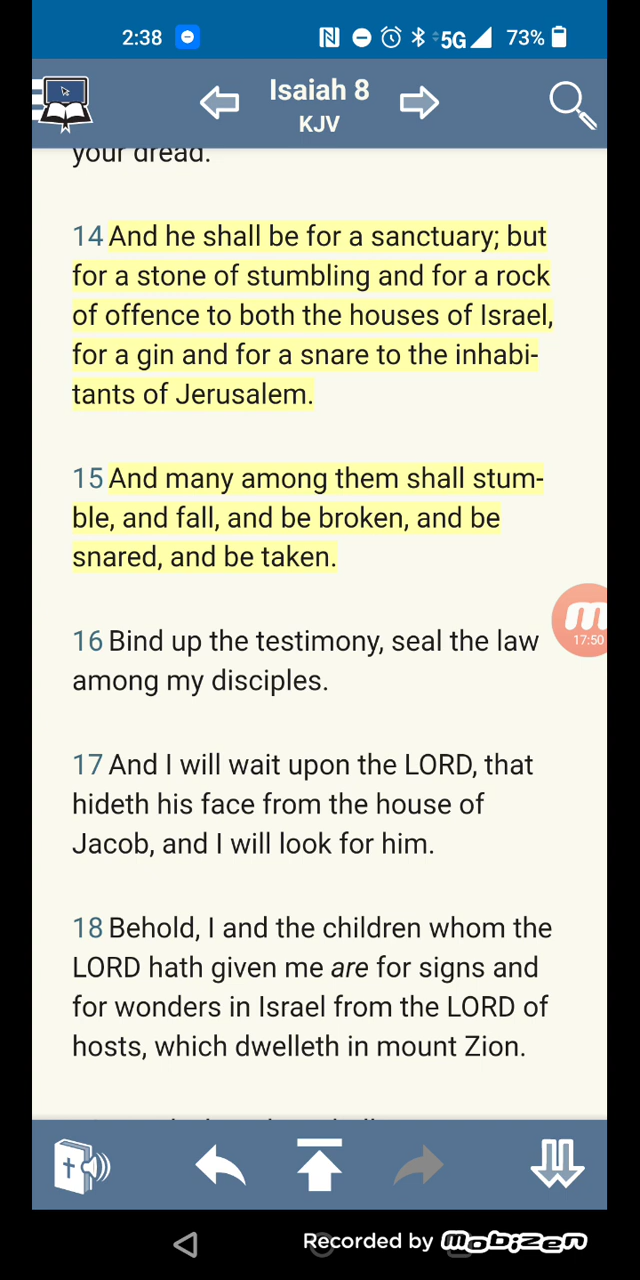 2:38
5G
73%
Isaiah 8
KJV
your dread.
14 And he shall be for a sanctuary; but
for a stone of stumbling and for a rock
of offence to both the houses of Israel,
for a gin and for a snare to the inhabi-
tants of Jerusalem.
15 And many among them shall stum-
ble, and fall, and be broken, and be
snared, and be taken.
16 Bind up the testimony, seal the law
among my disciples.
17:50
17 And I will wait upon the LORD, that
hideth his face from the house of
Jacob, and I will look for him.
18 Behold, I and the children whom the
LORD hath given me are for signs and
for wonders in Israel from the LORD of
hosts, which dwelleth in mount Zion.
Recorded by Mobizen